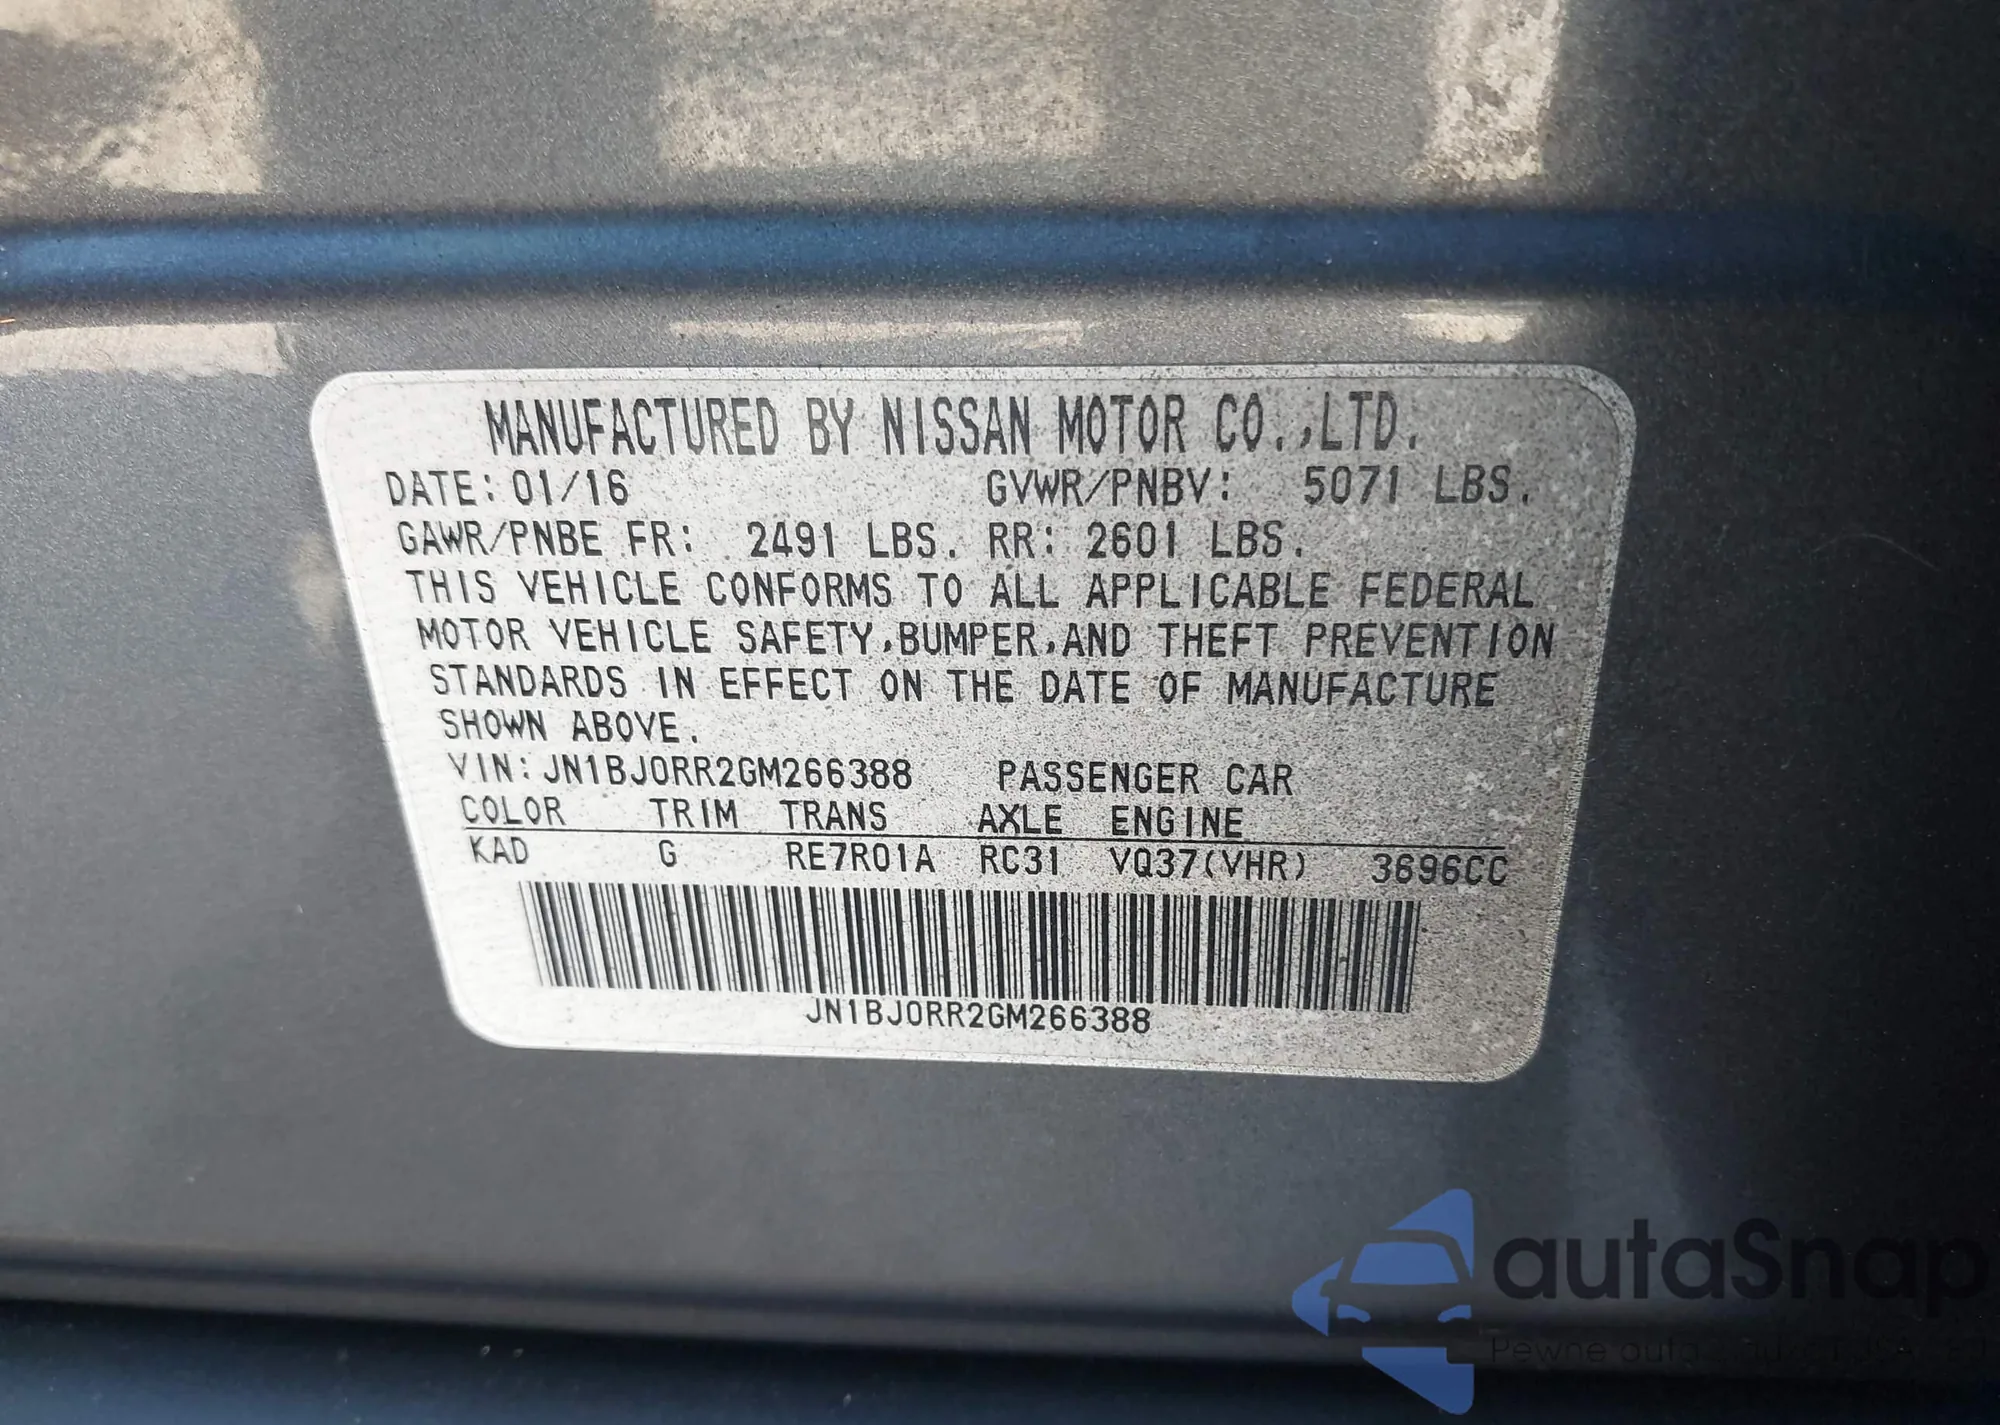 MANUFACTURED BY NISSAN MOTOR CO.,LTD.
DATE: 01/16 GVWR/PNBV: 5071 LBS.
GAWR/PNBE FR: 2491 LBS. RR: 2601 LBS.
THIS VEHICLE CONFORMS TO ALL APPLICABLE FEDERAL
MOTOR VEHICLE SAFETY,BUMPER,AND THEFT PREVENTION
STANDARDS IN EFFECT ON THE DATE OF MANUFACTURE
SHOWN ABOVE.
VIN: JN1BJ0RR2GM266388 PASSENGER CAR
COLOR TRIM TRANS AXLE ENGINE
KAD G RE7R01A RC31 VQ37(VHR) 3696CC
JN1BJ0RR2GM266388
autaSnap
Pewne auta